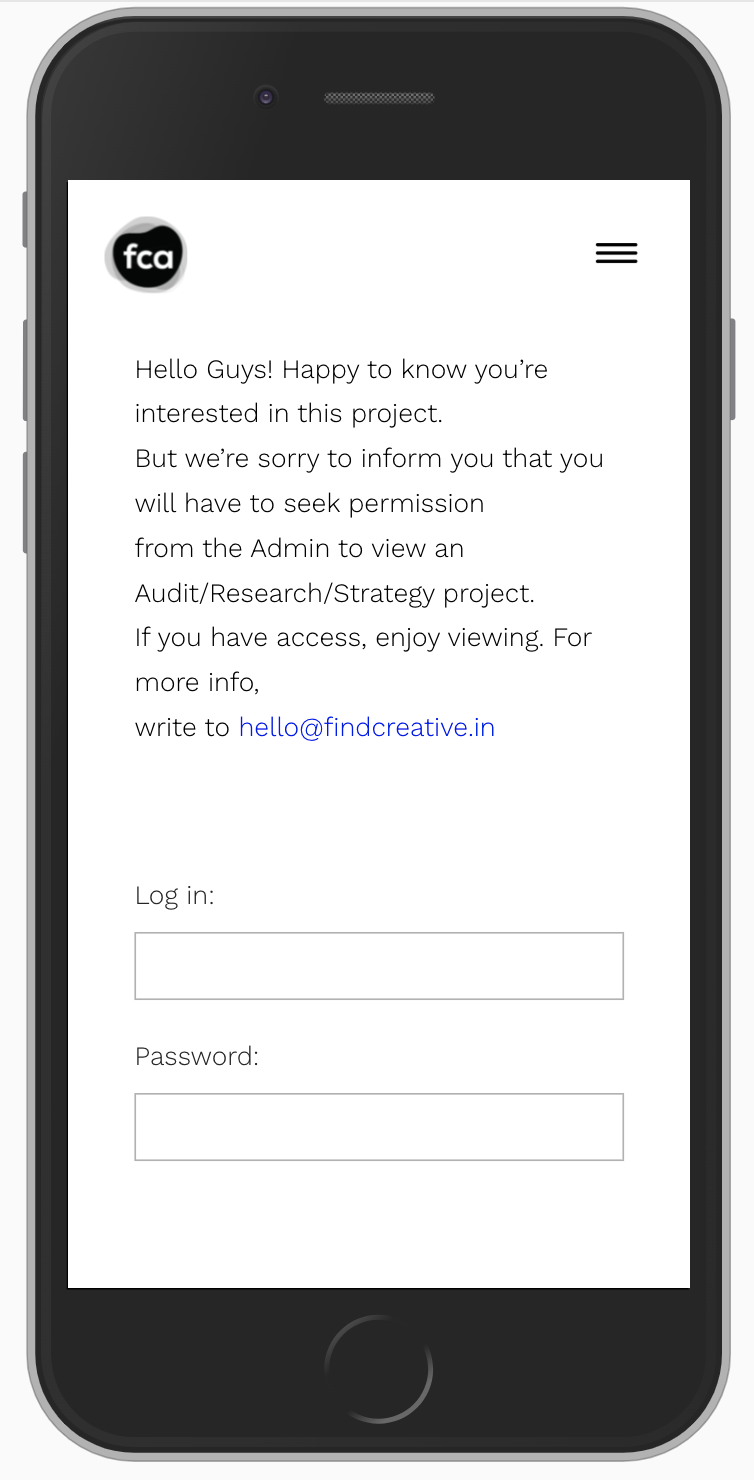 fca
Hello Guys! Happy to know you’re
interested in this project.
But we’re sorry to inform you that you
will have to seek permission
from the Admin to view an
Audit/Research/Strategy project.
If you have access, enjoy viewing. For
more info,
write to hello@findcreative.in
Log in:
Password: